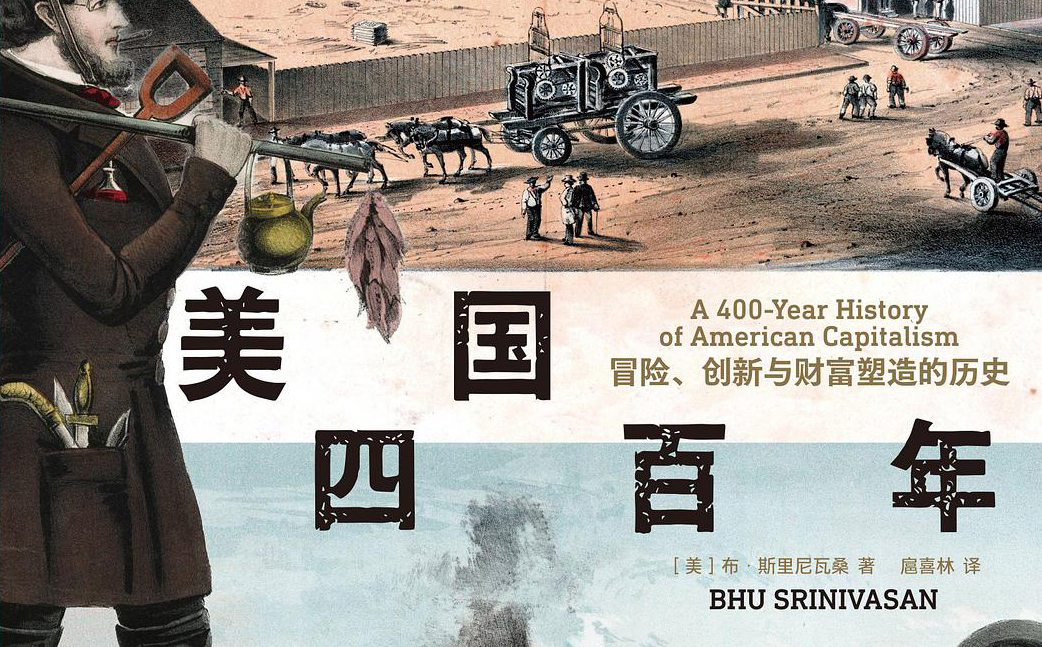 美国
A 400-Year History
of American Capitalism
冒险、创新与财富塑造的历史
四百年
[美]布·斯里尼瓦桑 著 扈喜林 译
BHU SRINIVASAN